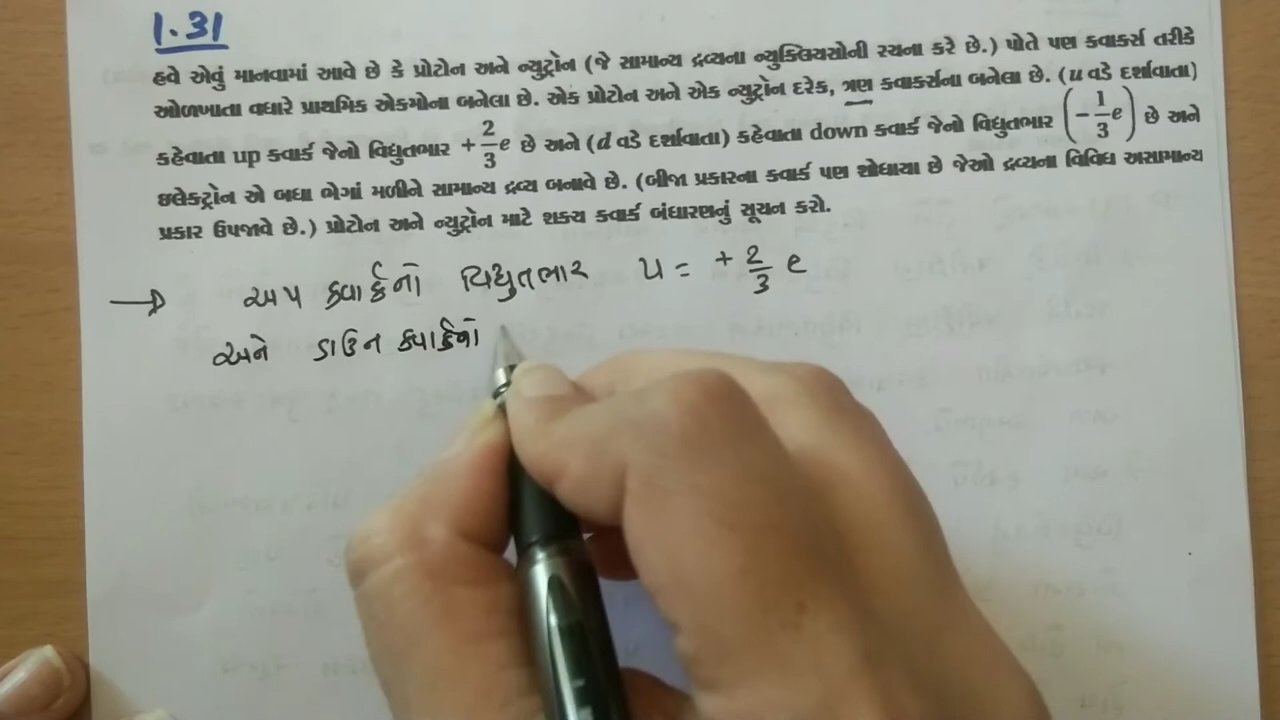 1.31
હવે એવું માનવામાં આવે છે કે પ્રોટોન અને ન્યુટ્રોન (જે સામાન્ય દ્રવ્યના ન્યુક્લિયસોની રચના કરે છે.) પોતે પણ ક્વાર્ક્સ તરીકે
ઓળખાતા વધારે પ્રાથમિક એકમોના બનેલા છે. એક પ્રોટોન અને એક ન્યુટ્રોન દરેક, ત્રણ ક્વાર્ક્સના બનેલા છે. (u વડે દર્શાવાતા)
કહેવાતા up ક્વાર્ક જેનો વિદ્યુતભાર +2/3 e છે અને (d વડે દર્શાવાતા) કહેવાતા down ક્વાર્ક જેનો વિદ્યુતભાર (-1/3 e) છે અને
ઇલેક્ટ્રોન એ બધા ભેગાં મળીને સામાન્ય દ્રવ્ય બનાવે છે. (બીજા પ્રકારના ક્વાર્ક પણ શોધાયા છે જેઓ દ્રવ્યના વિવિધ અસામાન્ય
પ્રકાર ઉપજાવે છે.) પ્રોટોન અને ન્યુટ્રોન માટે શક્ય ક્વાર્ક બંધારણનું સૂચન કરો.
→ અપ ક્વાર્કનો વિદ્યુતભાર u = +2/3 e
અને ડાઉન ક્વાર્કનો